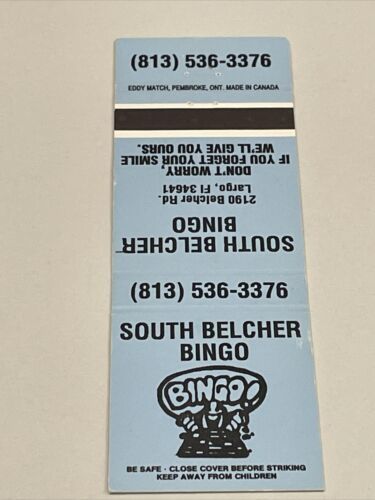 (813) 536-3376
EDDY MATCH, PEMBROKE, ONT. MADE IN CANADA
SOUTH BELCHER
BINGO
2190 Belcher Rd.
Largo, Fl 34641
DON'T WORRY,
IF YOU FORGET YOUR SMILE
WE'LL GIVE YOU OURS.
(813) 536-3376
SOUTH BELCHER
BINGO
BINGO!
BE SAFE · CLOSE COVER BEFORE STRIKING
KEEP AWAY FROM CHILDREN